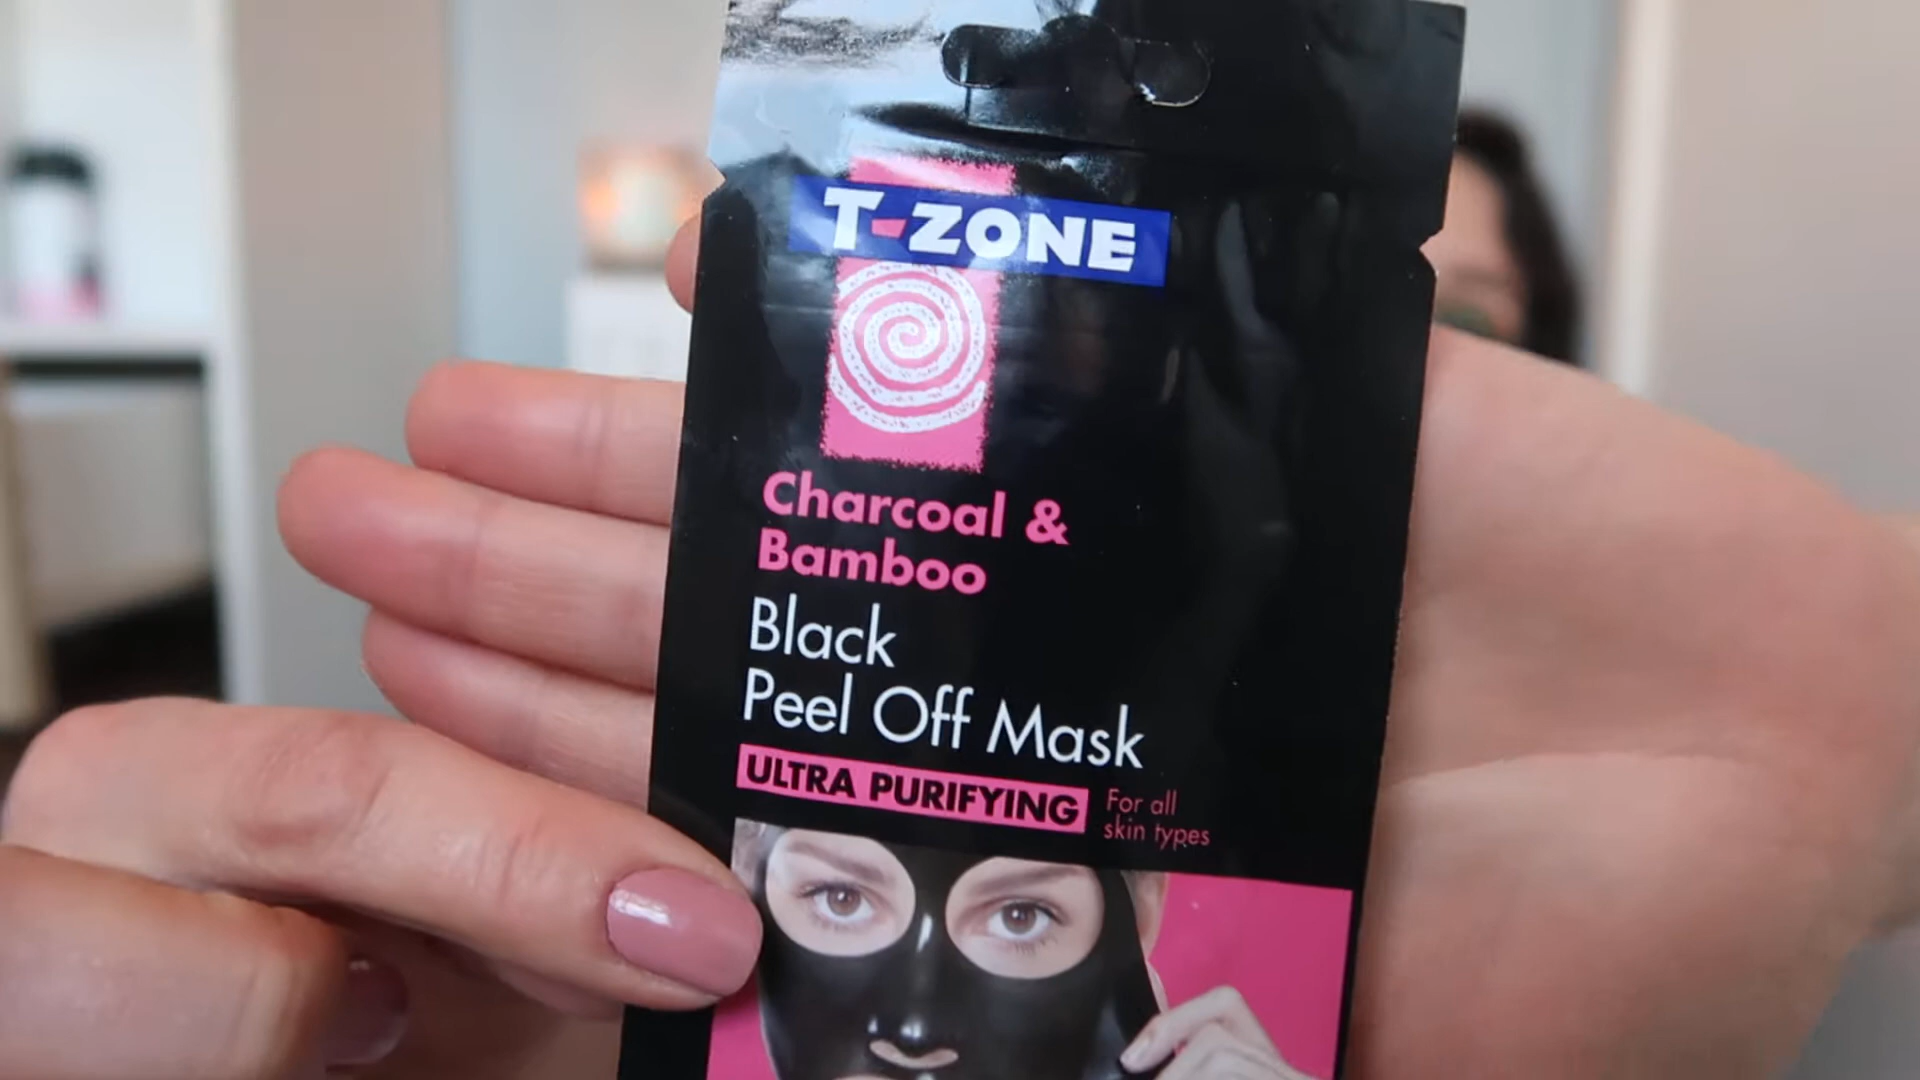 T-ZONE
Charcoal &
Bamboo
Black
Peel Off Mask
ULTRA PURIFYING
For all
skin types